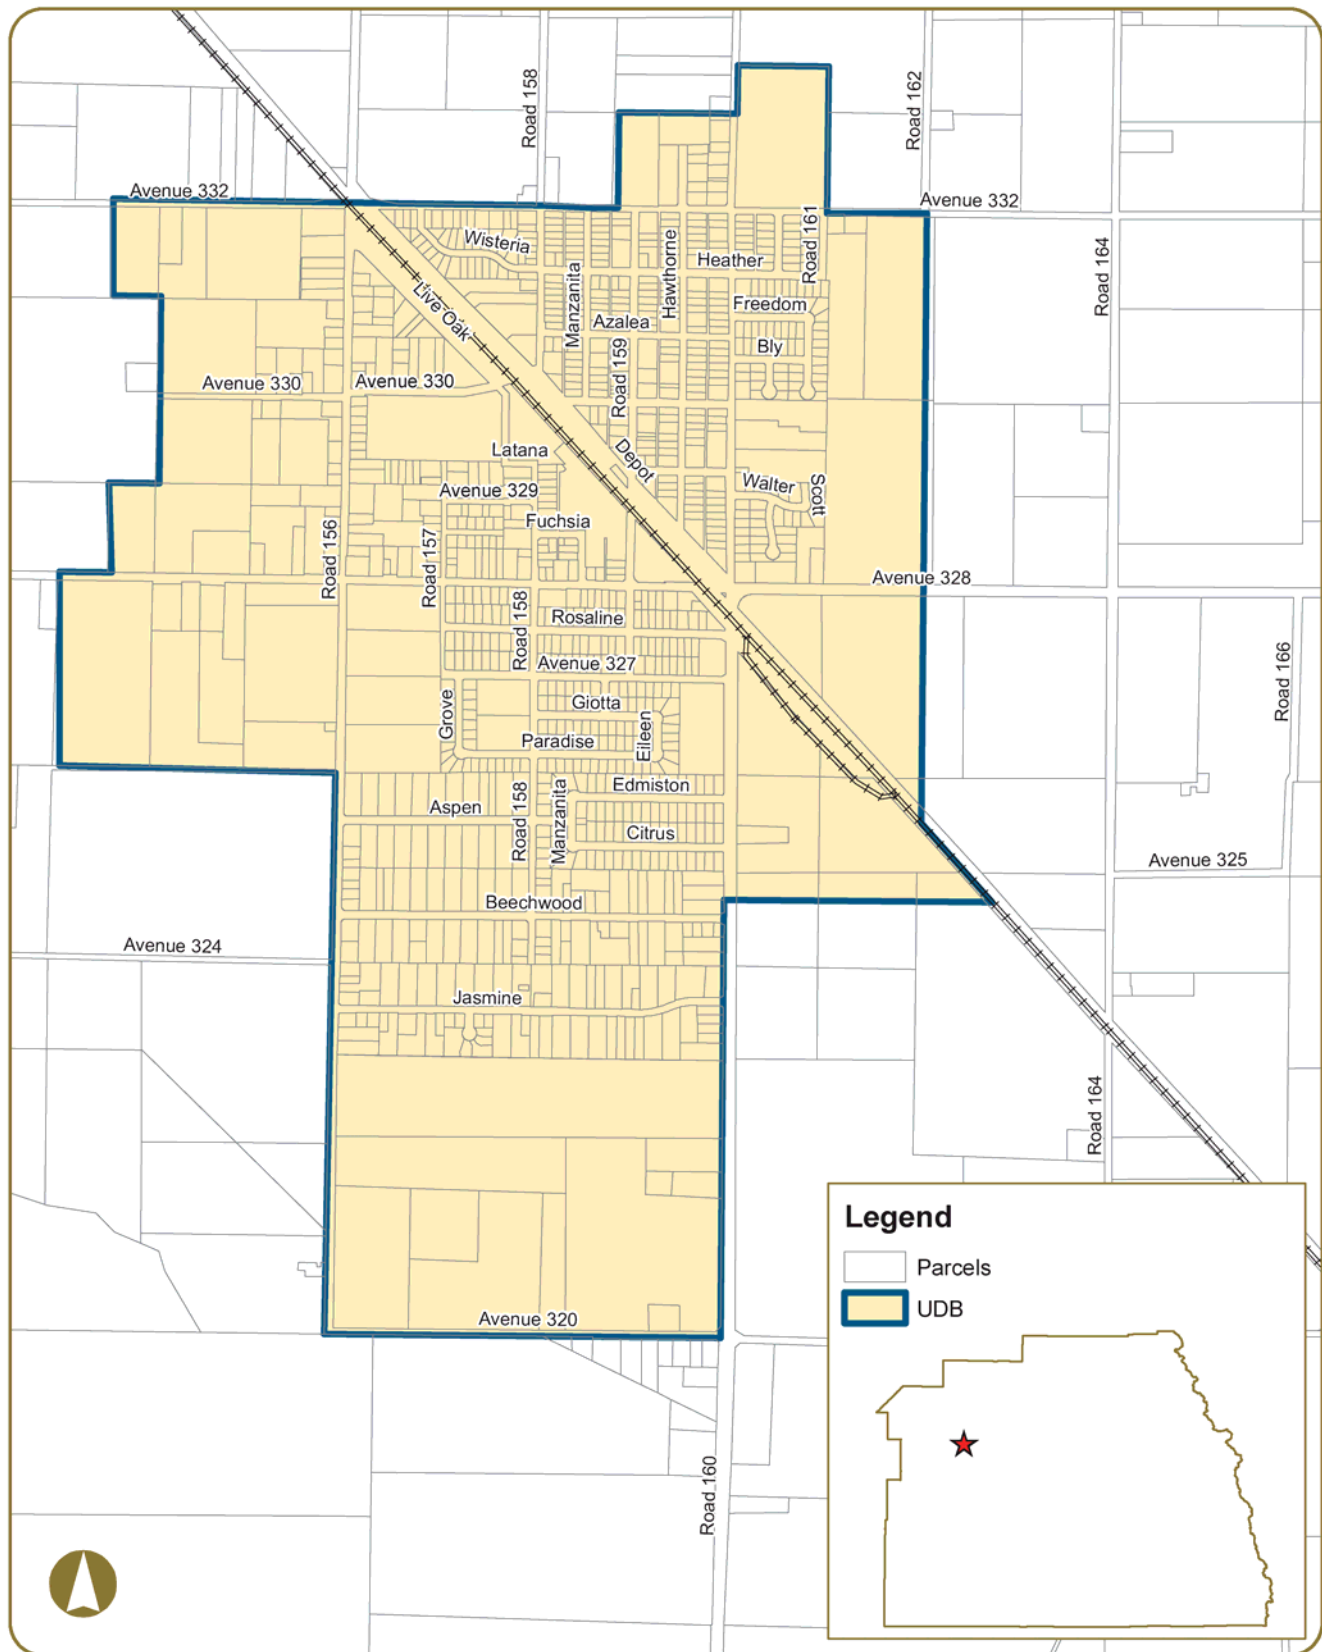 Road 158
Road 162
Avenue 332
Avenue 332
Road 161
Wisteria
Hawthorne
Heather
Road 164
Manzanita
Live Oak
Freedom
Azalea
Bly
Road 159
Avenue 330
Avenue 330
Latana
Depot
Walter
Scott
Avenue 329
Fuchsia
Road 156
Road 157
Avenue 328
Road 158
Rosaline
Avenue 327
Road 166
Grove
Giotta
Eileen
Paradise
Edmiston
Aspen
Road 158
Manzanita
Citrus
Avenue 325
Beechwood
Avenue 324
Jasmine
Road 164
Avenue 320
Road 160
Legend
Parcels
UDB